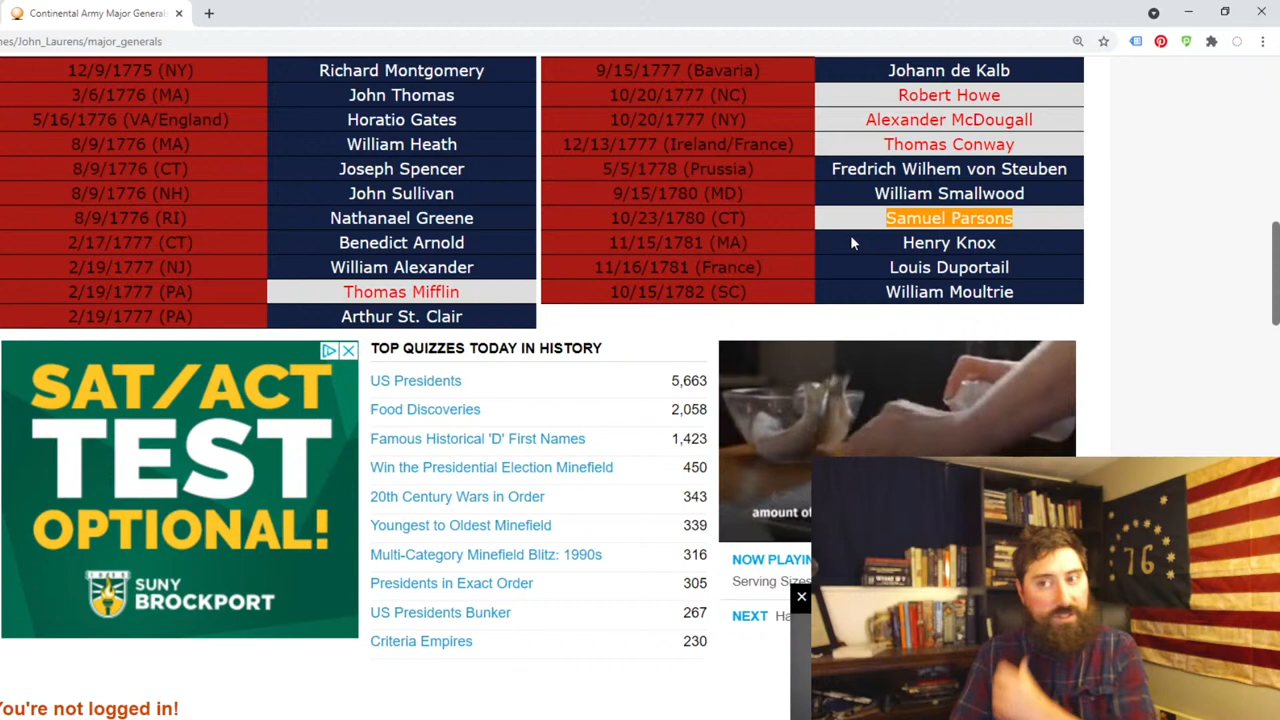 Continental Army Major General
nes/John_Laurens/major_generals
12/9/1775 (NY) Richard Montgomery
3/6/1776 (MA) John Thomas
5/16/1776 (VA/England) Horatio Gates
8/9/1776 (MA) William Heath
8/9/1776 (CT) Joseph Spencer
8/9/1776 (NH) John Sullivan
8/9/1776 (RI) Nathanael Greene
2/17/1777 (CT) Benedict Arnold
2/19/1777 (NJ) William Alexander
2/19/1777 (PA) Thomas Mifflin
2/19/1777 (PA) Arthur St. Clair
9/15/1777 (Bavaria) Johann de Kalb
10/20/1777 (NC) Robert Howe
10/20/1777 (NY) Alexander McDougall
12/13/1777 (Ireland/France) Thomas Conway
5/5/1778 (Prussia) Fredrich Wilhem von Steuben
9/15/1780 (MD) William Smallwood
10/23/1780 (CT) Samuel Parsons
11/15/1781 (MA) Henry Knox
11/16/1781 (France) Louis Duportail
10/15/1782 (SC) William Moultrie
SAT/ACT
TEST
OPTIONAL!
SUNY
BROCKPORT
TOP QUIZZES TODAY IN HISTORY
US Presidents 5,663
Food Discoveries 2,058
Famous Historical 'D' First Names 1,423
Win the Presidential Election Minefield 450
20th Century Wars in Order 343
Youngest to Oldest Minefield 339
Multi-Category Minefield Blitz: 1990s 316
Presidents in Exact Order 305
US Presidents Bunker 267
Criteria Empires 230
amount of
NOW PLAYIN
Serving Sizes
NEXT Ha
WHAT IF?
76
You're not logged in!